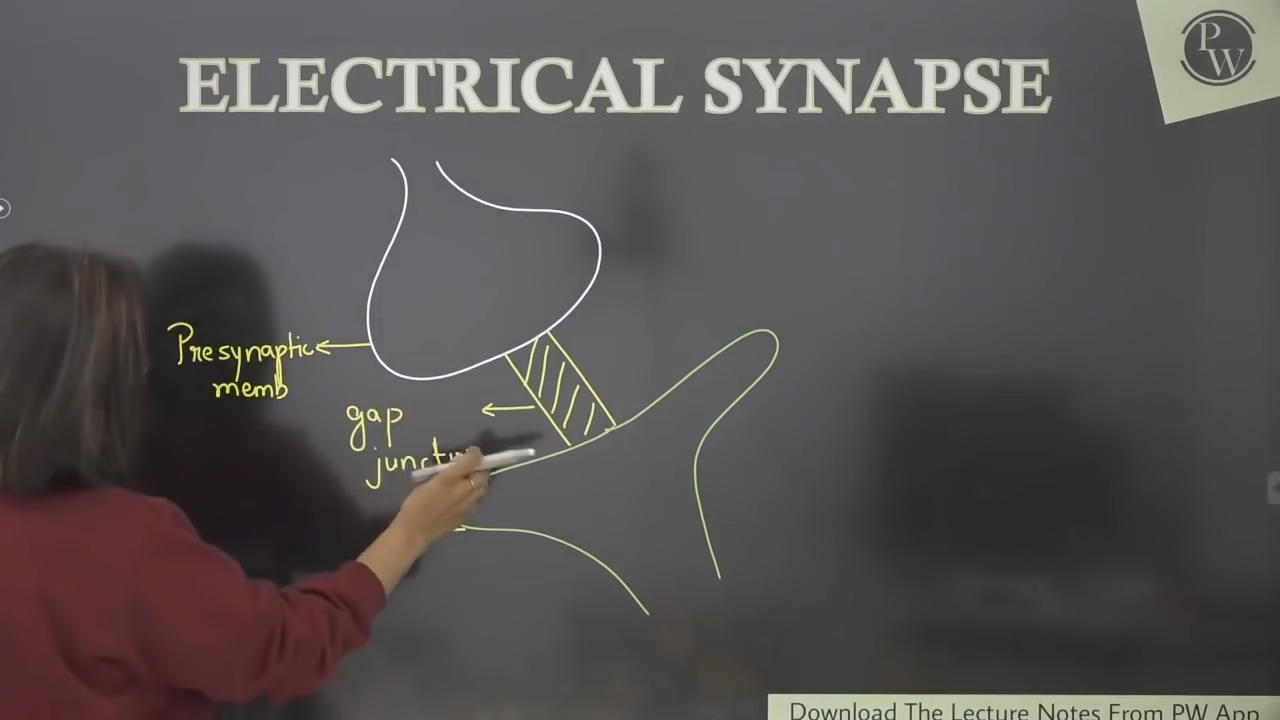 PW
ELECTRICAL SYNAPSE
Presynaptic
memb
gap
Download The Lecture Notes From PW App